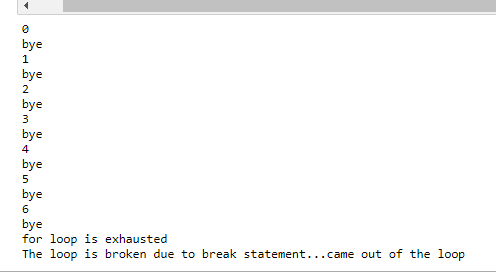 0
bye
1
bye
2
bye
3
bye
4
bye
5
bye
6
bye
for loop is exhausted
The loop is broken due to break statement...came out of the loop